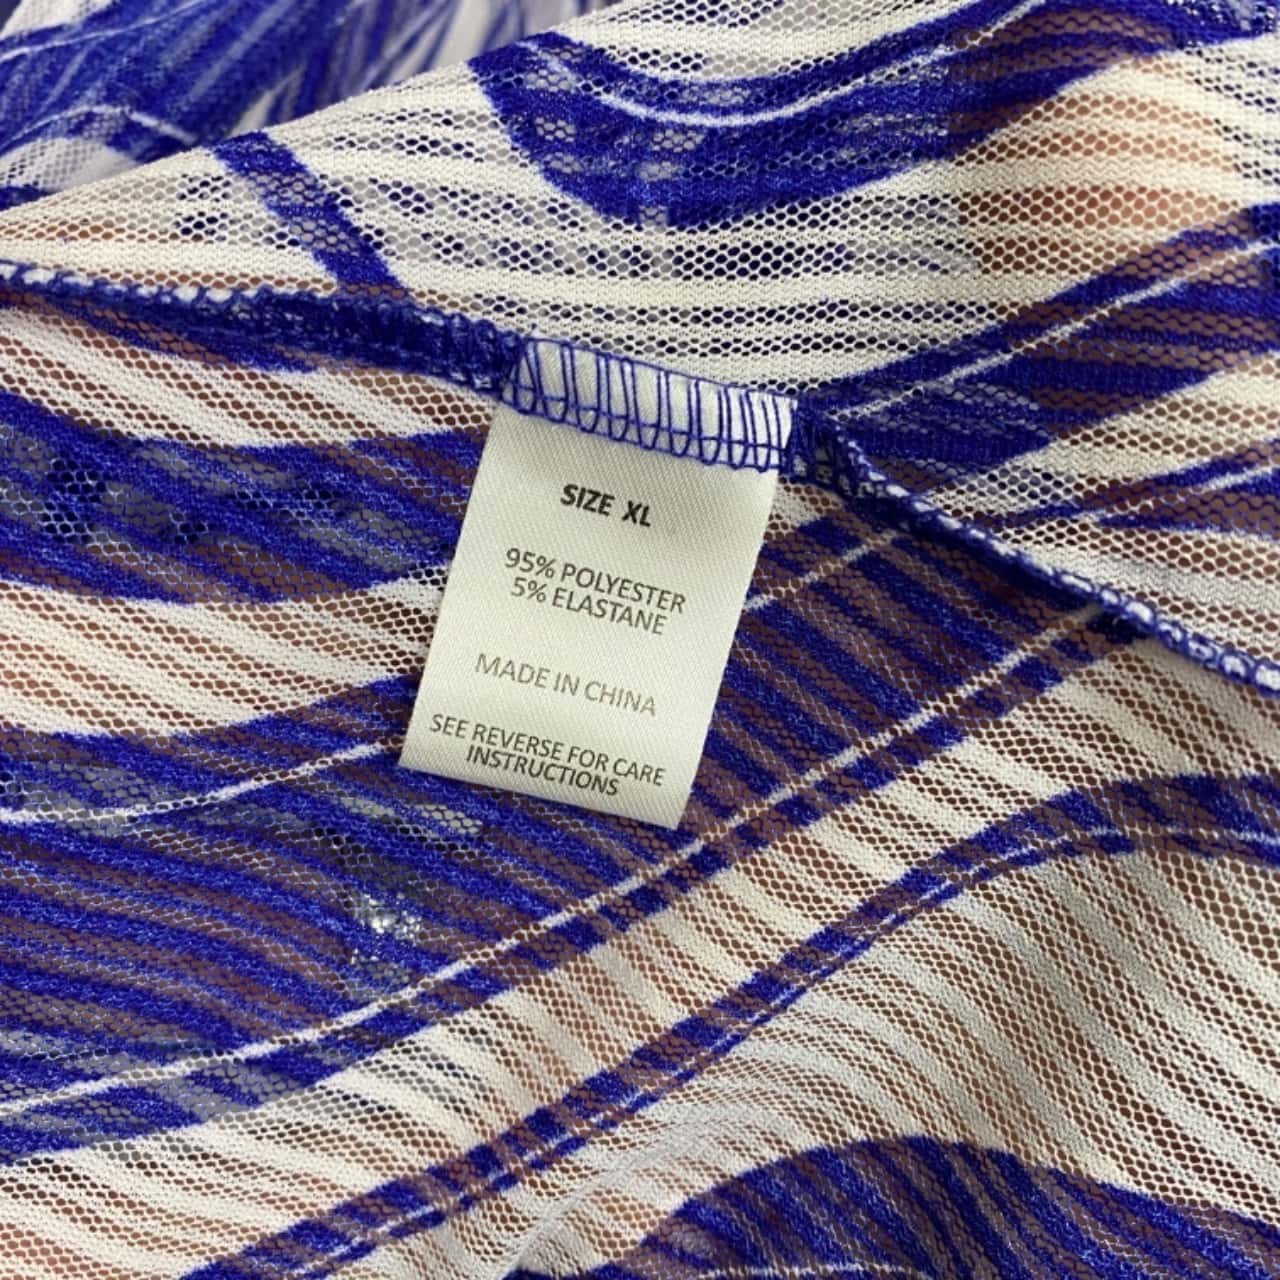 SIZE XL
95% POLYESTER
5% ELASTANE
MADE IN CHINA
SEE REVERSE FOR CARE
INSTRUCTIONS